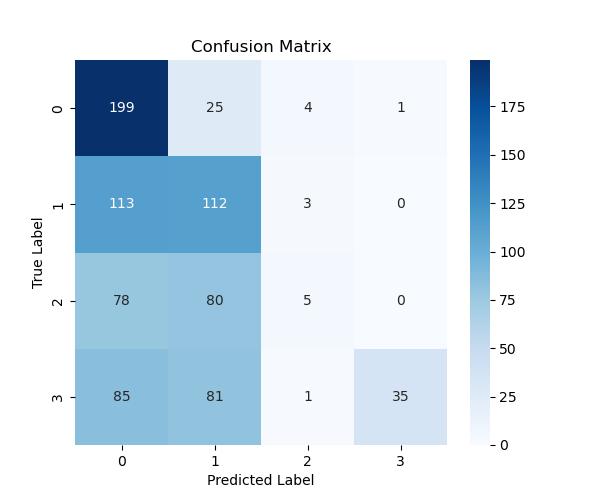 Confusion Matrix
True Label
0 199 25 4 1
1 113 112 3 0
2 78 80 5 0
3 85 81 1 35
0 1 2 3
Predicted Label
175
150
125
100
75
50
25
0